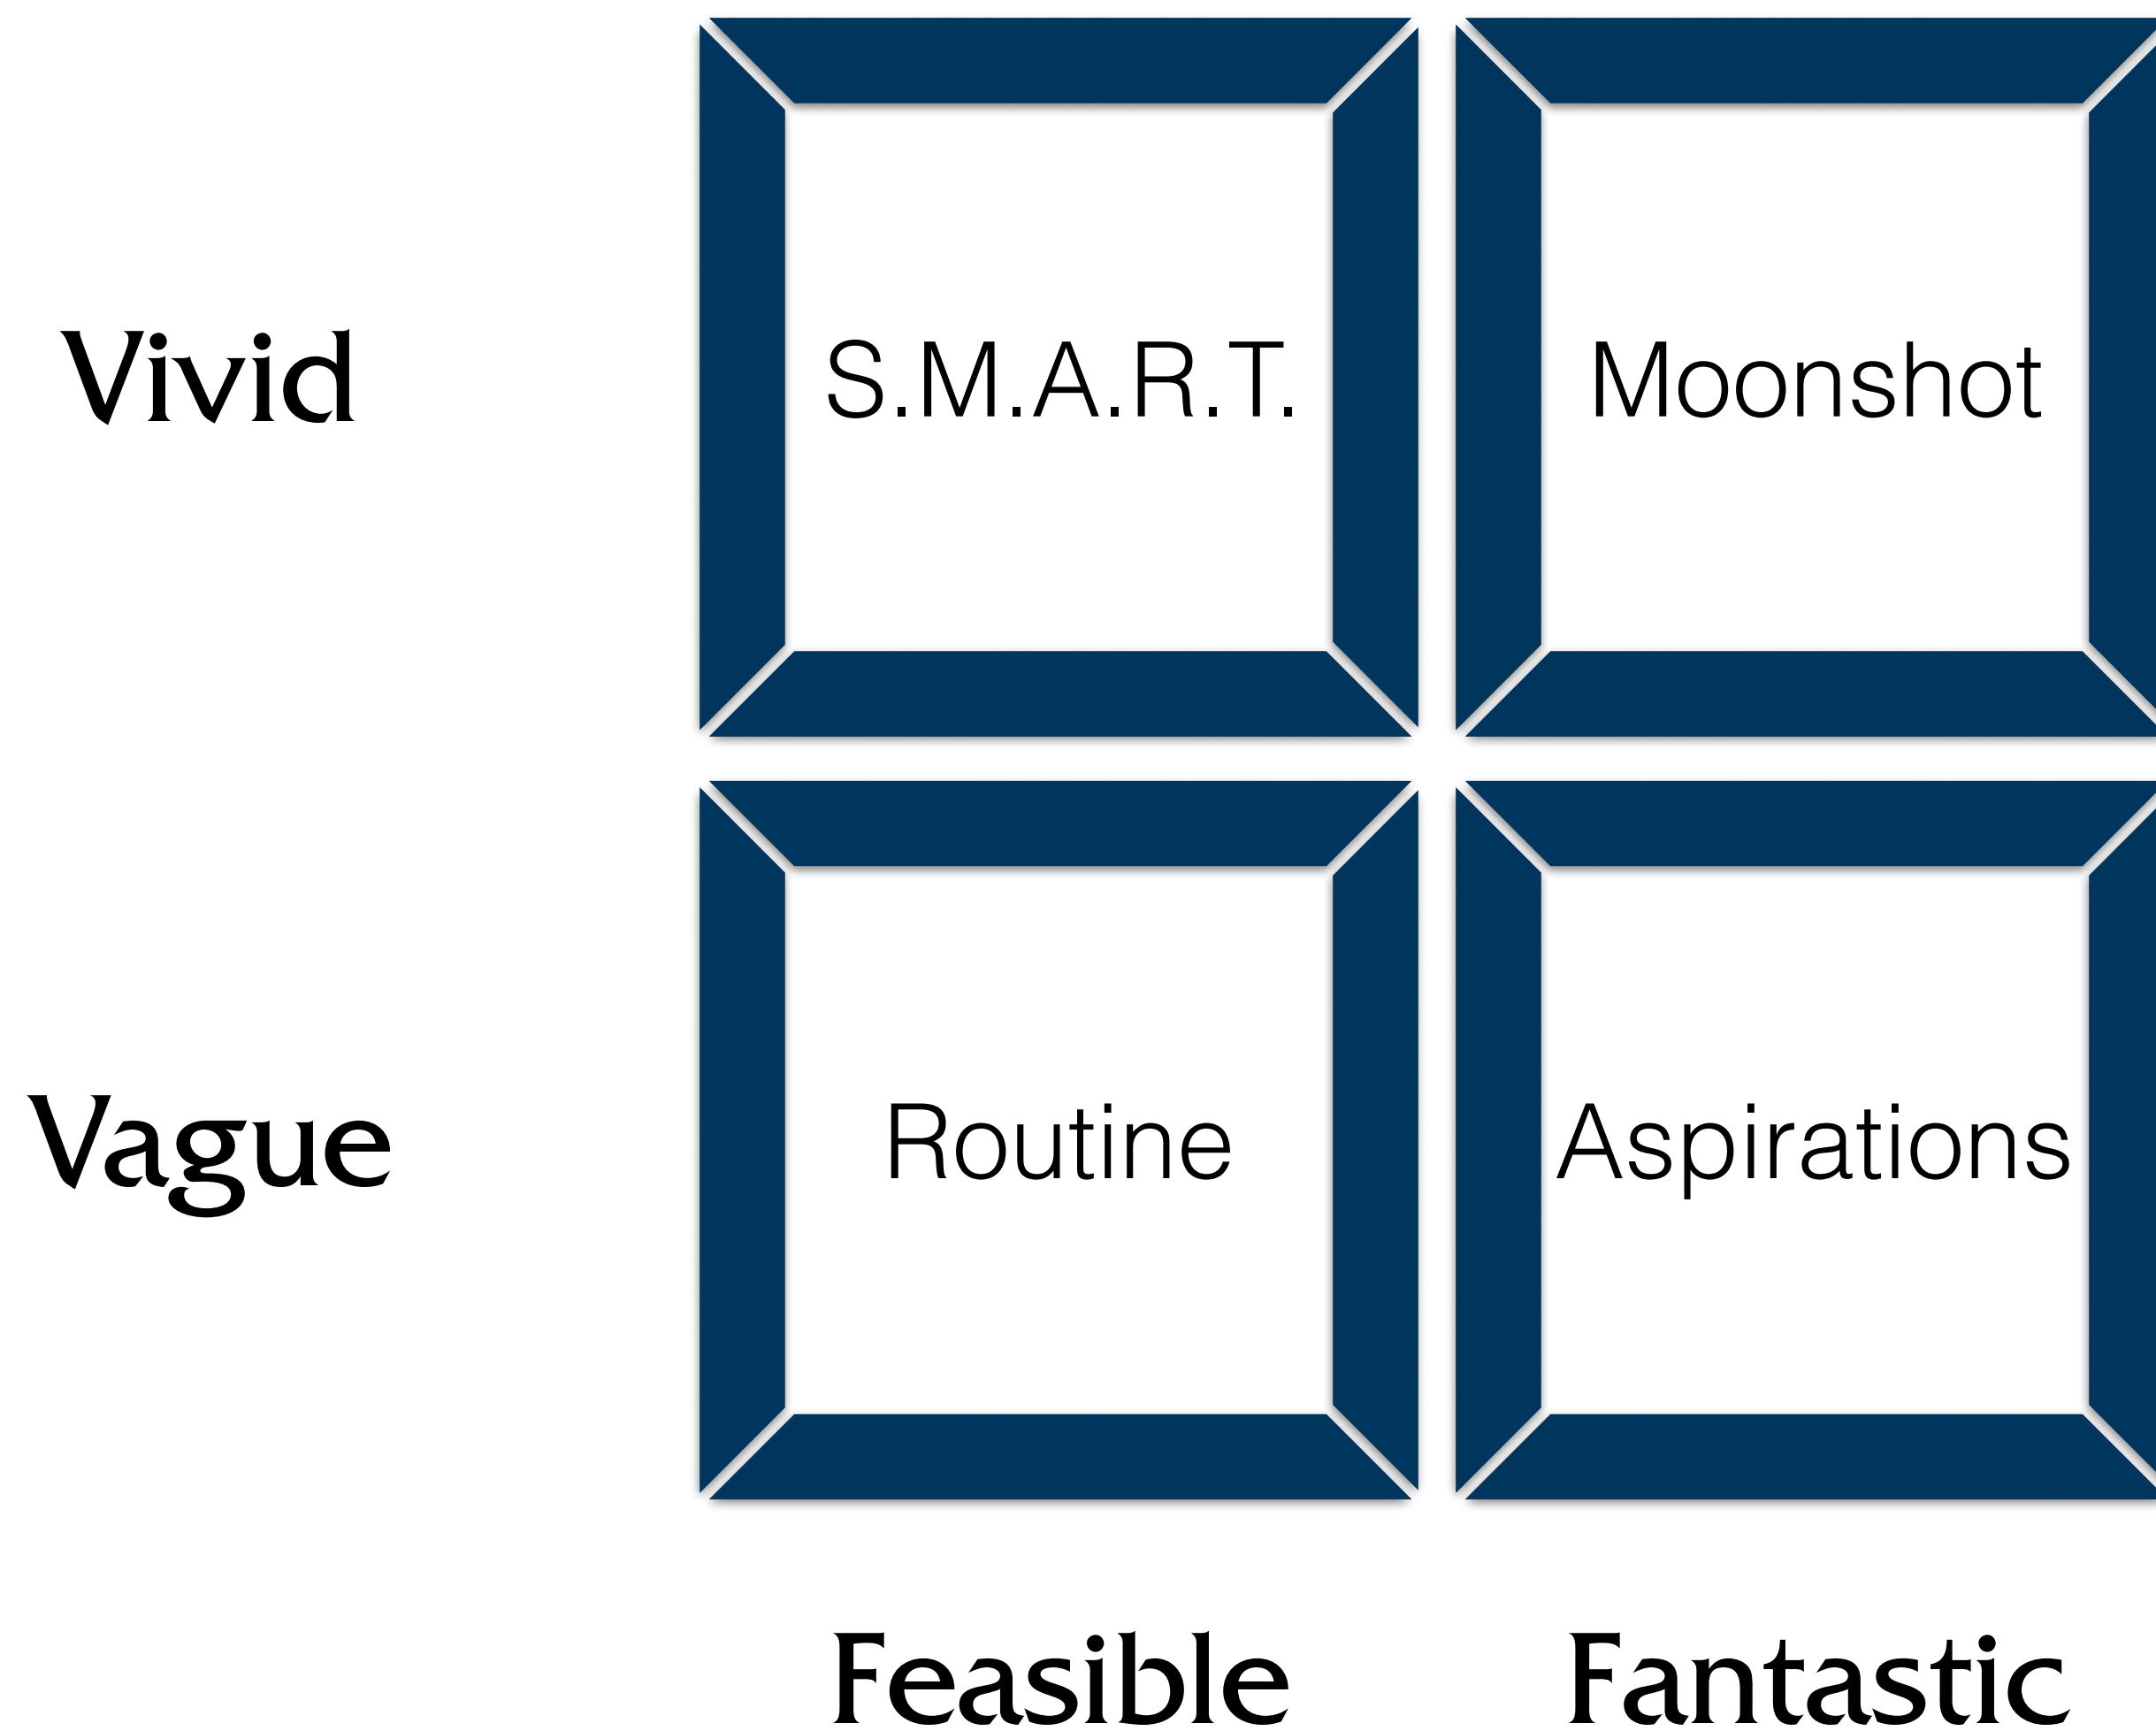 Vivid
S.M.A.R.T.
Moonshot
Vague
Routine
Aspirations
Feasible
Fantastic